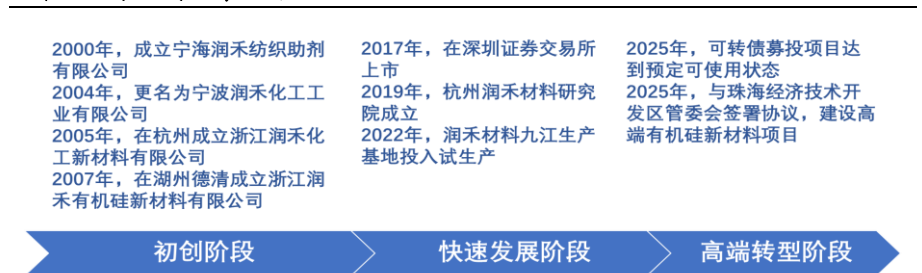 2000年，成立宁海润禾纺织助剂
有限公司
2004年，更名为宁波润禾化工工
业有限公司
2005年，在杭州成立浙江润禾化
工新材料有限公司
2007年，在湖州德清成立浙江润
禾有机硅新材料有限公司
2017年，在深圳证券交易所
上市
2019年，杭州润禾材料研究
院成立
2022年，润禾材料九江生产
基地投入试生产
2025年，可转债募投项目达
到预定可使用状态
2025年，与珠海经济技术开
发区管委会签署协议，建设高
端有机硅新材料项目
初创阶段
快速发展阶段
高端转型阶段